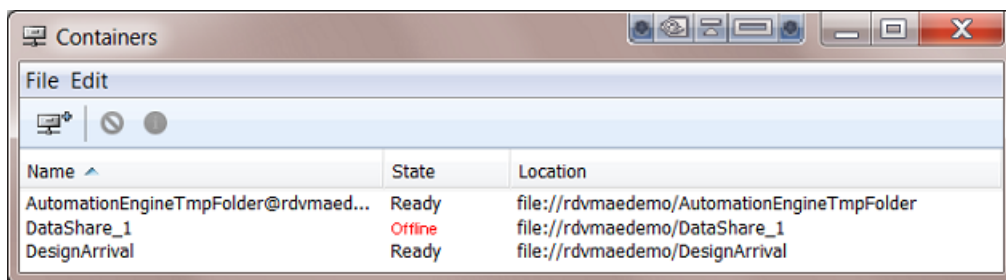 Containers
File Edit
Name State Location
AutomationEngineTmpFolder@rdvmaed... Ready file://rdvmaedemo/AutomationEngineTmpFolder
DataShare_1 Offline file://rdvmaedemo/DataShare_1
DesignArrival Ready file://rdvmaedemo/DesignArrival